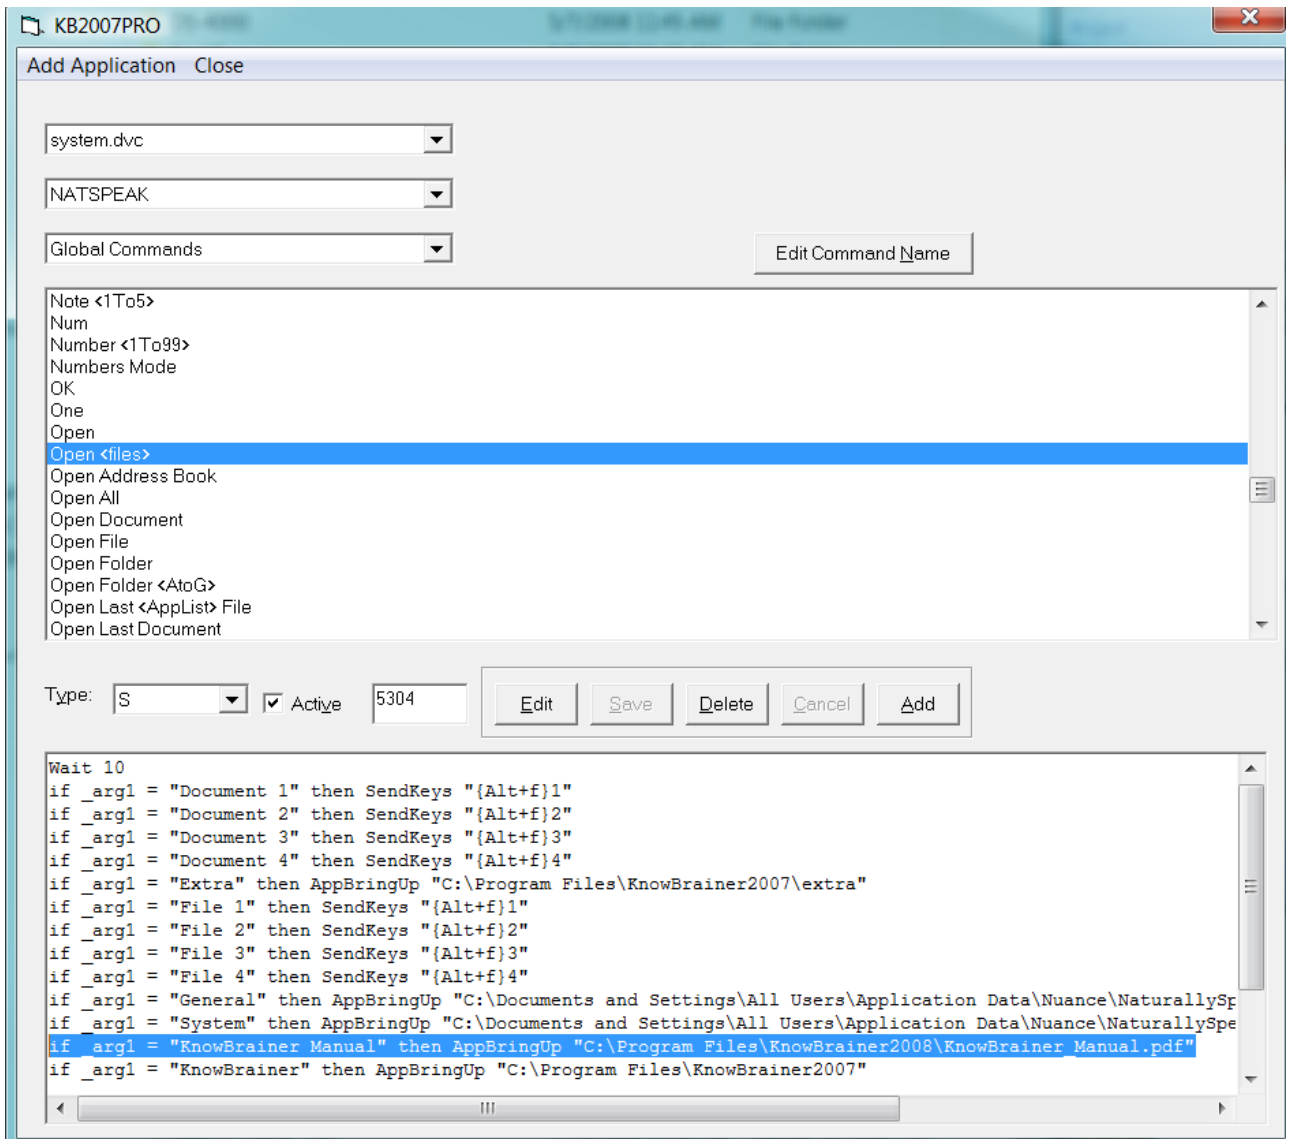 KB2007PRO
Add Application Close
system.dvc
NATSPEAK
Global Commands
Edit Command Name
Note <1To5>
Num
Number <1To99>
Numbers Mode
OK
One
Open
Open <files>
Open Address Book
Open All
Open Document
Open File
Open Folder
Open Folder <AtoG>
Open Last <AppList> File
Open Last Document
Type: S Active 5304 Edit Save Delete Cancel Add
Wait 10
if _arg1 = "Document 1" then SendKeys "{Alt+f}1"
if _arg1 = "Document 2" then SendKeys "{Alt+f}2"
if _arg1 = "Document 3" then SendKeys "{Alt+f}3"
if _arg1 = "Document 4" then SendKeys "{Alt+f}4"
if _arg1 = "Extra" then AppBringUp "C:\Program Files\KnowBrainer2007\extra"
if _arg1 = "File 1" then SendKeys "{Alt+f}1"
if _arg1 = "File 2" then SendKeys "{Alt+f}2"
if _arg1 = "File 3" then SendKeys "{Alt+f}3"
if _arg1 = "File 4" then SendKeys "{Alt+f}4"
if _arg1 = "General" then AppBringUp "C:\Documents and Settings\All Users\Application Data\Nuance\NaturallySp
if _arg1 = "System" then AppBringUp "C:\Documents and Settings\All Users\Application Data\Nuance\NaturallySpe
if _arg1 = "KnowBrainer Manual" then AppBringUp "C:\Program Files\KnowBrainer2008\KnowBrainer_Manual.pdf"
if _arg1 = "KnowBrainer" then AppBringUp "C:\Program Files\KnowBrainer2007"